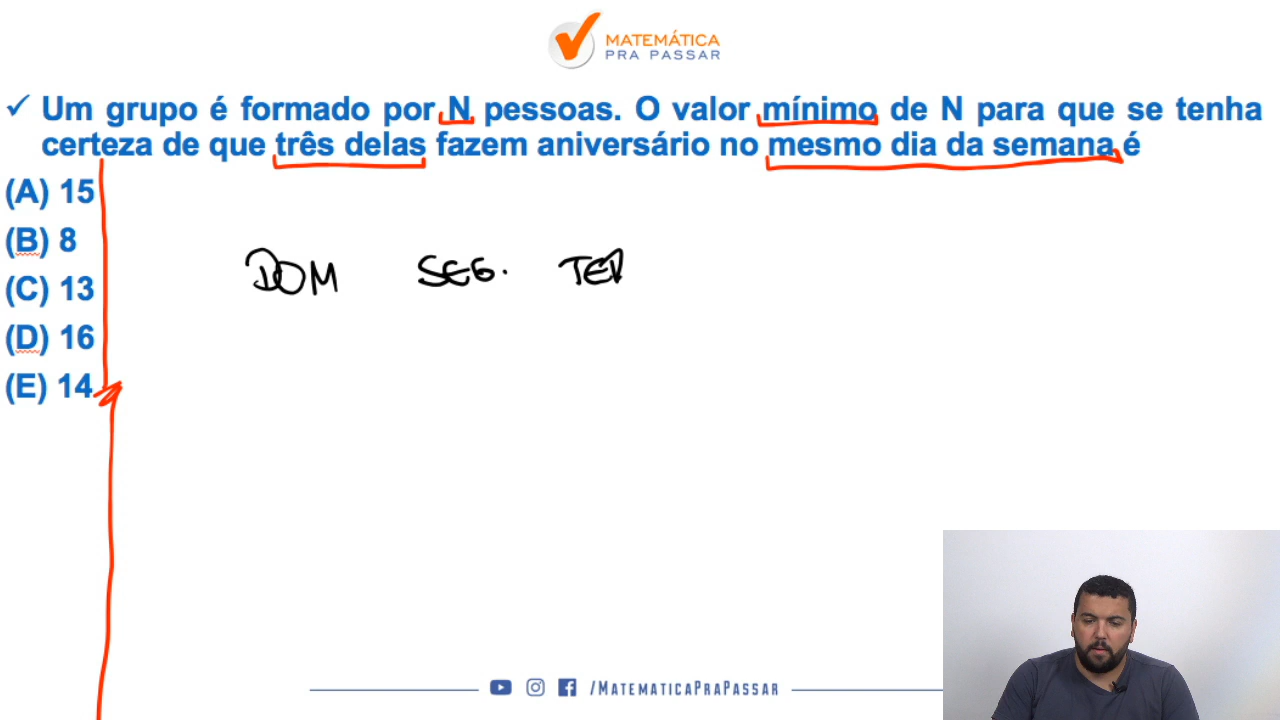 MATEMÁTICA
PRA PASSAR
✓ Um grupo é formado por N pessoas. O valor mínimo de N para que se tenha
certeza de que três delas fazem aniversário no mesmo dia da semana é
(A) 15
(B) 8
(C) 13
(D) 16
(E) 14
DOM SEG. TER
/MATEMATICAPRAPASSAR